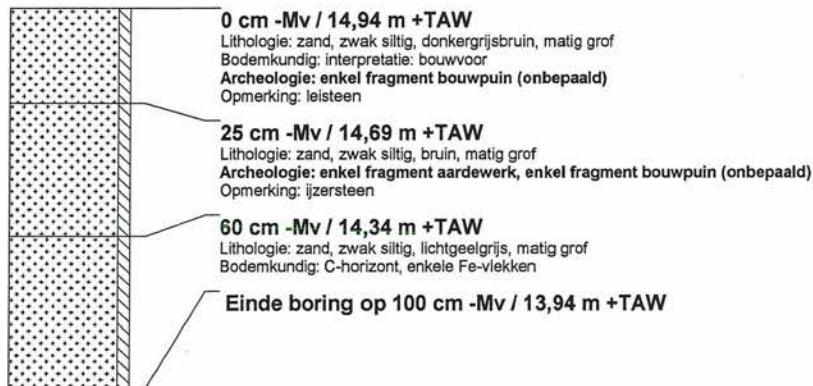 0 cm -Mv / 14,94 m +TAW
Lithologie: zand, zwak siltig, donkergrijsbruin, matig grof
Bodemkundig: interpretatie: bouwvoor
Archeologie: enkel fragment bouwpuin (onbepaald)
Opmerking: leisteen
25 cm -Mv / 14,69 m +TAW
Lithologie: zand, zwak siltig, bruin, matig grof
Archeologie: enkel fragment aardewerk, enkel fragment bouwpuin (onbepaald)
Opmerking: ijzersteen
60 cm -Mv / 14,34 m +TAW
Lithologie: zand, zwak siltig, lichtgeelgrijs, matig grof
Bodemkundig: C-horizont, enkele Fe-vlekken
Einde boring op 100 cm -Mv / 13,94 m +TAW